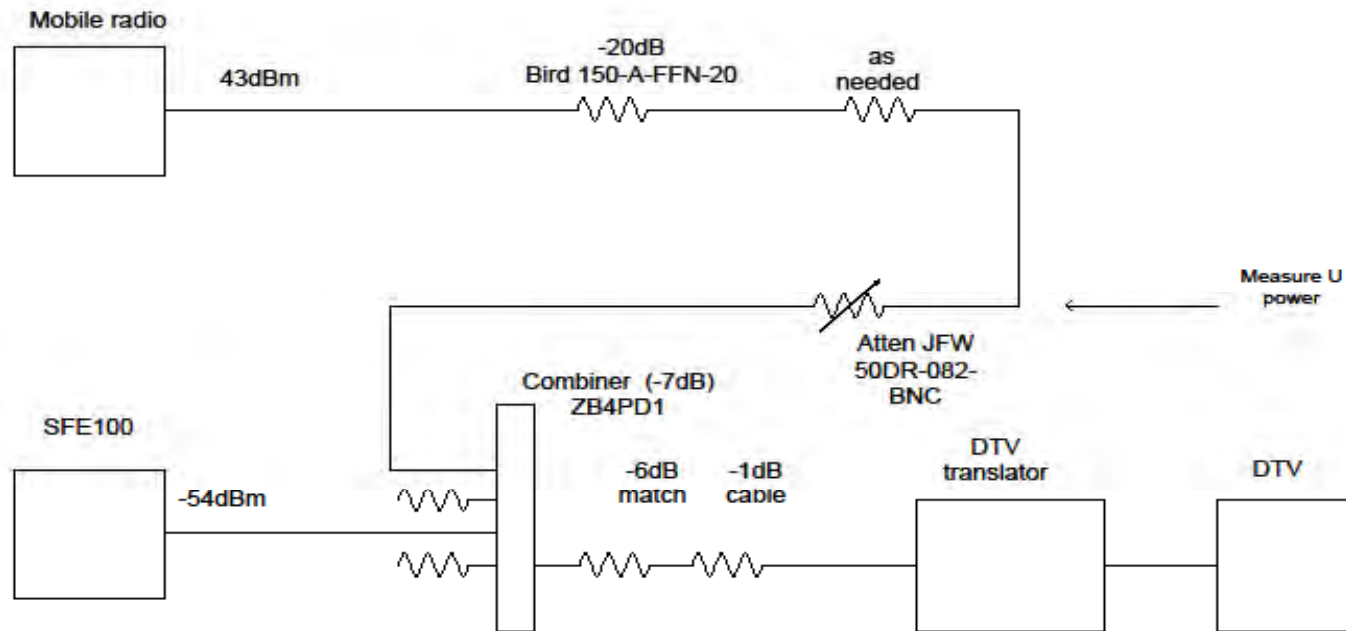 Mobile radio
43dBm
-20dB
Bird 150-A-FFN-20
as
needed
Measure U
power
Atten JFW
50DR-082-
BNC
Combiner (-7dB)
ZB4PD1
SFE100
-54dBm
-6dB
match
-1dB
cable
DTV
translator
DTV